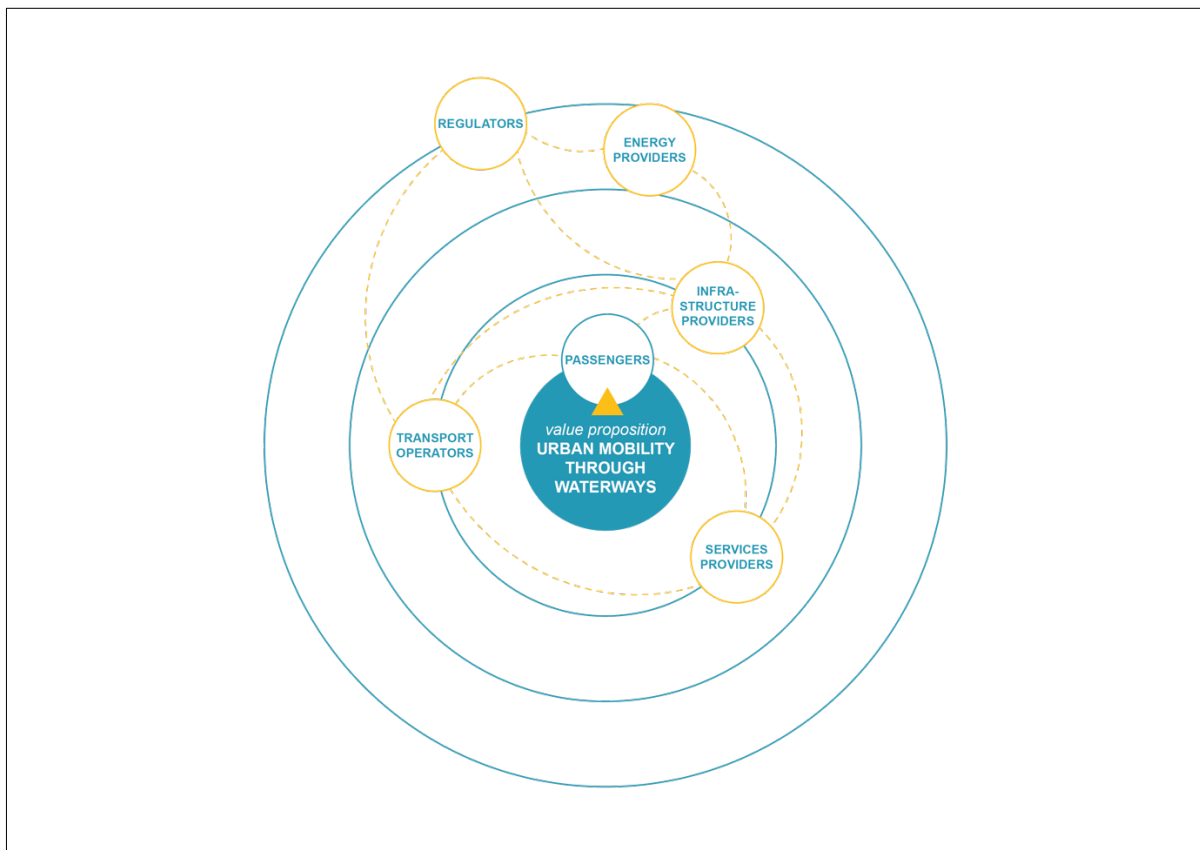 REGULATORS
ENERGY
PROVIDERS
INFRA-
STRUCTURE
PROVIDERS
PASSENGERS
value proposition
URBAN MOBILITY
THROUGH
WATERWAYS
TRANSPORT
OPERATORS
SERVICES
PROVIDERS